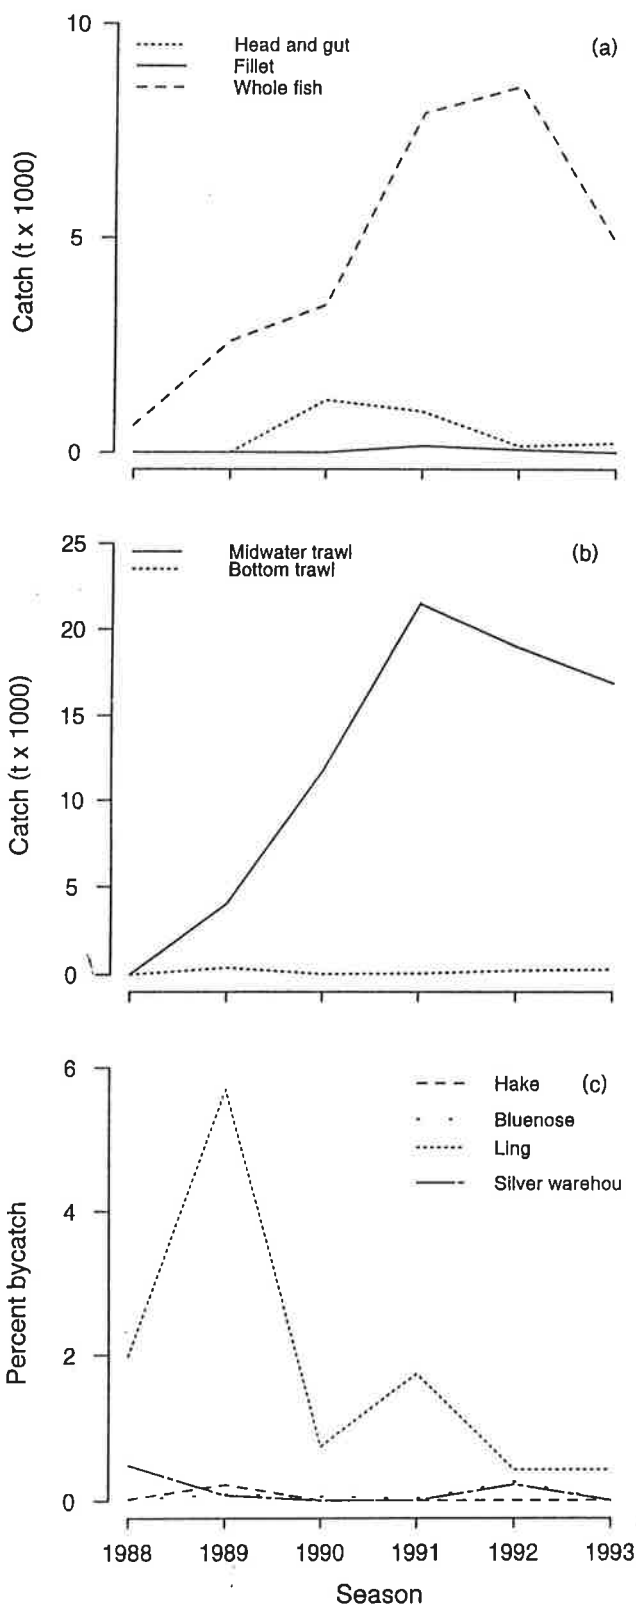 10
Head and gut
(a)
Fillet
Whole fish
Catch (t x 1000)
5
0
25
Midwater trawl
(b)
Bottom trawl
20
Catch (t x 1000)
15
10
5
0
6
Hake
(c)
Bluenose
Ling
Silver warehou
4
Percent bycatch
2
0
1988 1989 1990 1991 1992 1993
Season